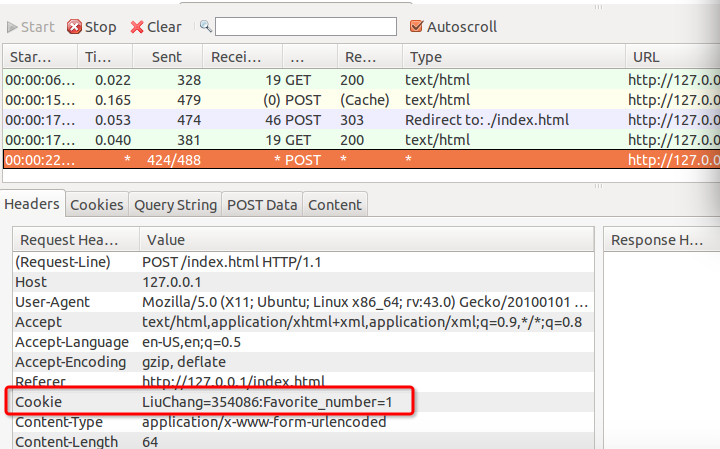 Start Stop Clear Autoscroll
Star... Ti... Sent Recei... ... Re... Type URL
00:00:06... 0.022 328 19 GET 200 text/html http://127.0.0
00:00:15... 0.165 479 (0) POST (Cache) text/html http://127.0.0
00:00:17... 0.053 474 46 POST 303 Redirect to: ./index.html http://127.0.0
00:00:17... 0.040 381 19 GET 200 text/html http://127.0.0
00:00:22... * 424/488 * POST * * http://127.0.0
Headers Cookies Query String POST Data Content
Request Hea... Value Response H...
(Request-Line) POST /index.html HTTP/1.1
Host 127.0.0.1
User-Agent Mozilla/5.0 (X11; Ubuntu; Linux x86_64; rv:43.0) Gecko/20100101 ...
Accept text/html,application/xhtml+xml,application/xml;q=0.9,*/*;q=0.8
Accept-Language en-US,en;q=0.5
Accept-Encoding gzip, deflate
Referer http://127.0.0.1/index.html
Cookie LiuChang=354086:Favorite_number=1
Content-Type application/x-www-form-urlencoded
Content-Length 64